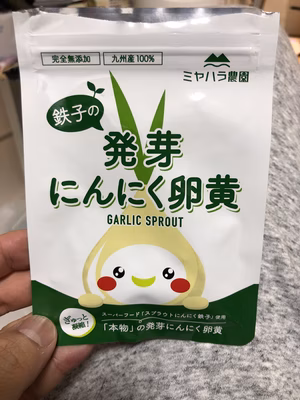 完全無添加
九州産100%
ミヤハラ農園
鉄子の
発芽
にんにく卵黄
GARLIC SPROUT
ぎゅっと
凝縮!
スーパーフード「スプラウトにんにく鉄子」使用
「本物」の発芽にんにく卵黄